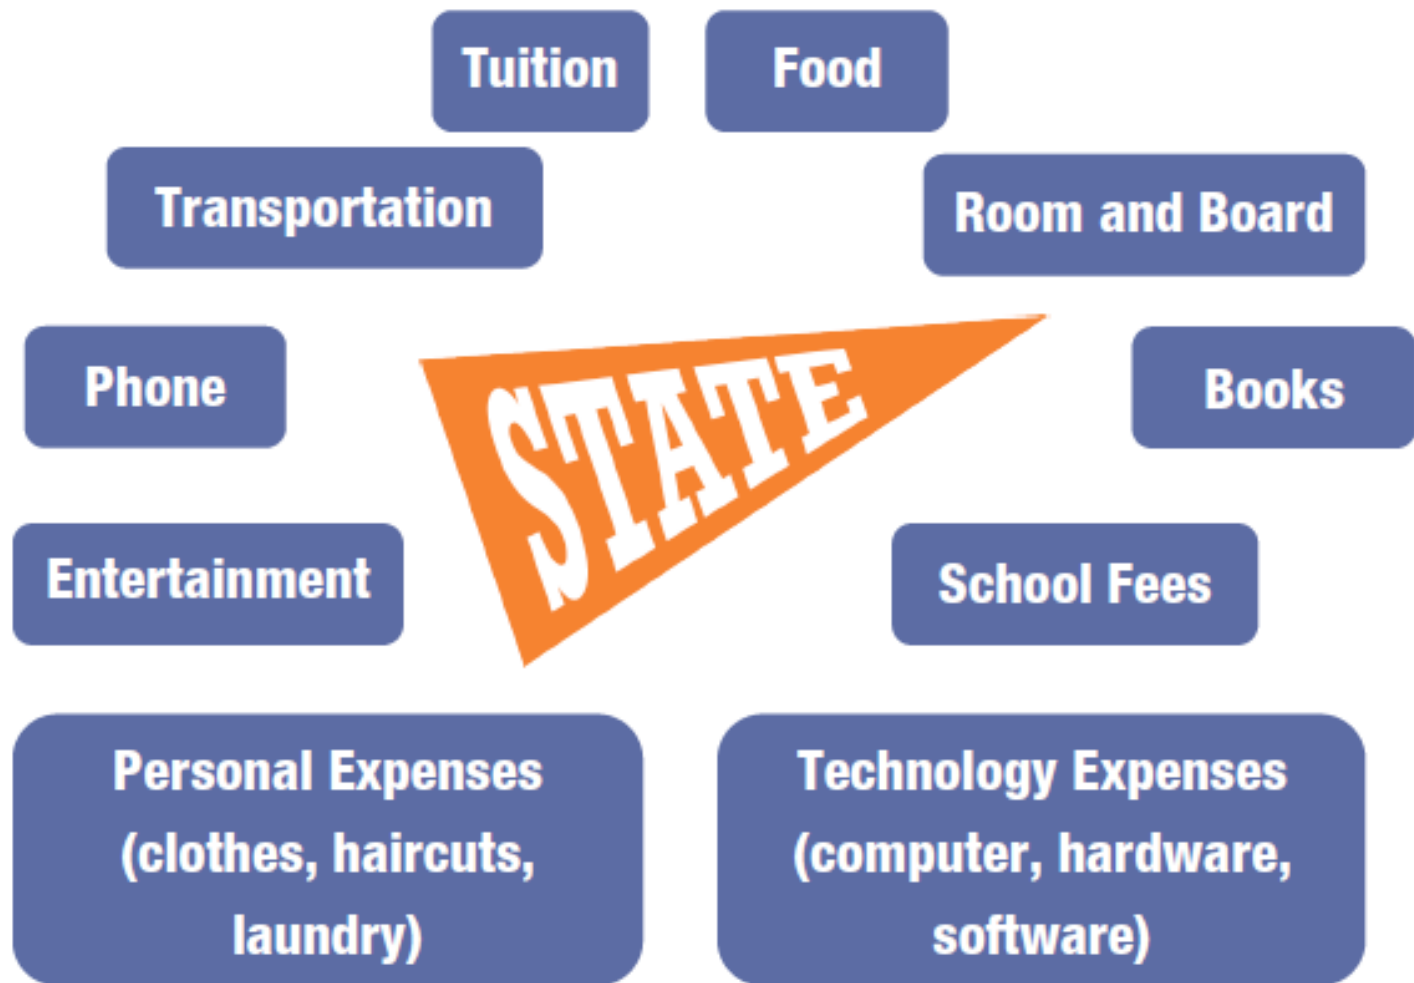 Tuition
Food
Transportation
Room and Board
Phone
STATE
Books
Entertainment
School Fees
Personal Expenses
(clothes, haircuts,
laundry)
Technology Expenses
(computer, hardware,
software)